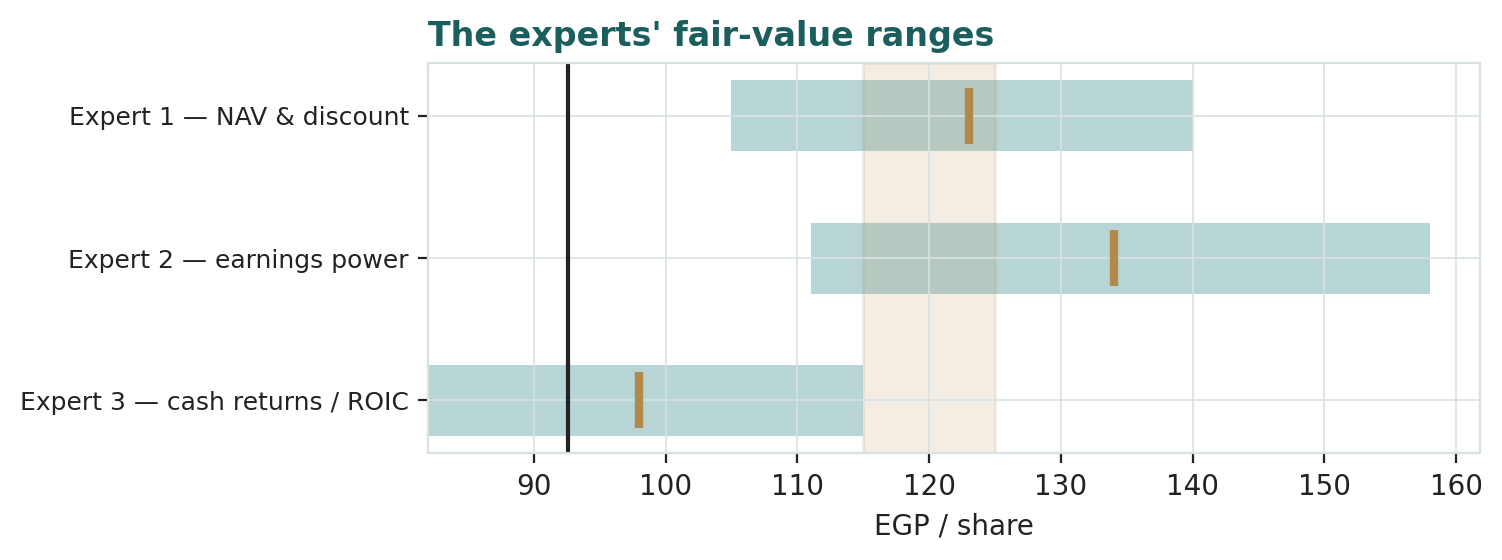 The experts' fair-value ranges
Expert 1 — NAV & discount
Expert 2 — earnings power
Expert 3 — cash returns / ROIC
90 100 110 120 130 140 150 160
EGP / share